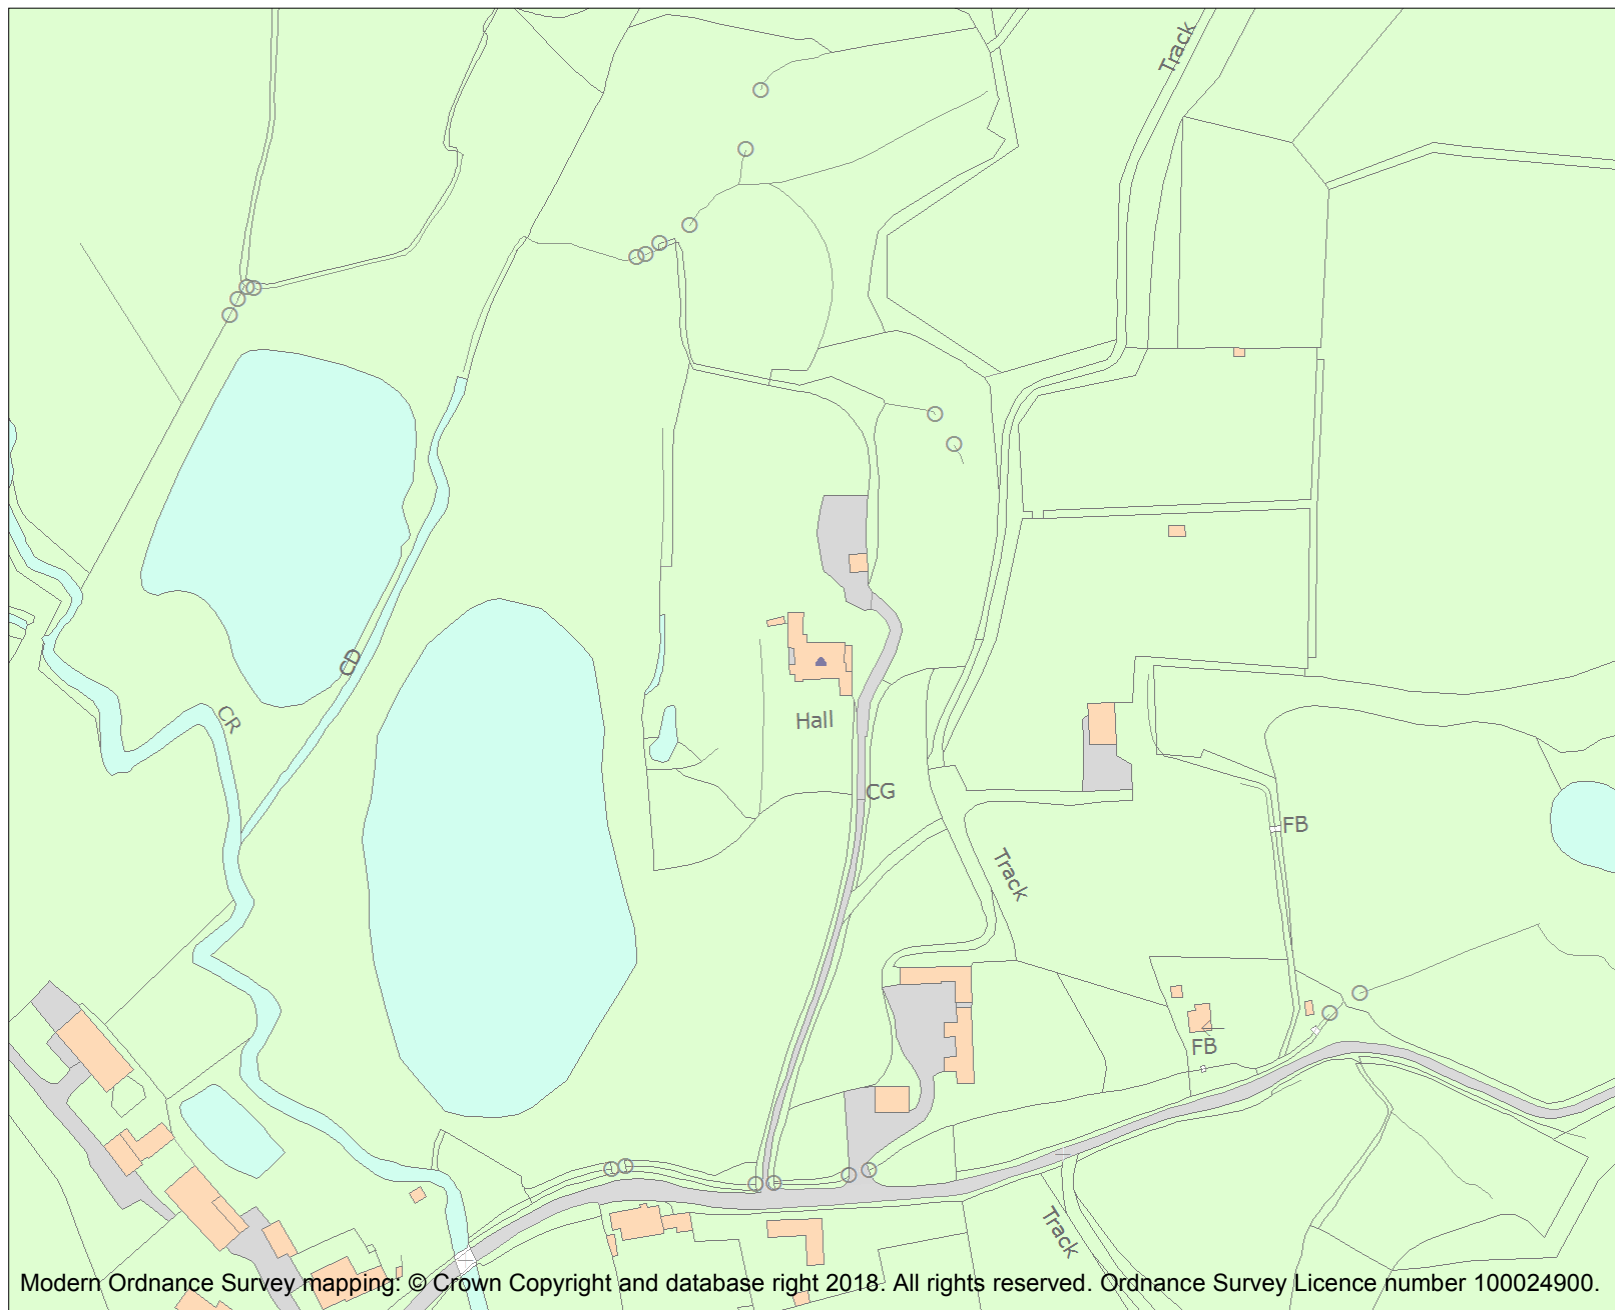 Track
CD
CR
Hall
CG
FB
Track
FB
Track
Modern Ordnance Survey mapping: © Crown Copyright and database right 2018. All rights reserved. Ordnance Survey Licence number 100024900.